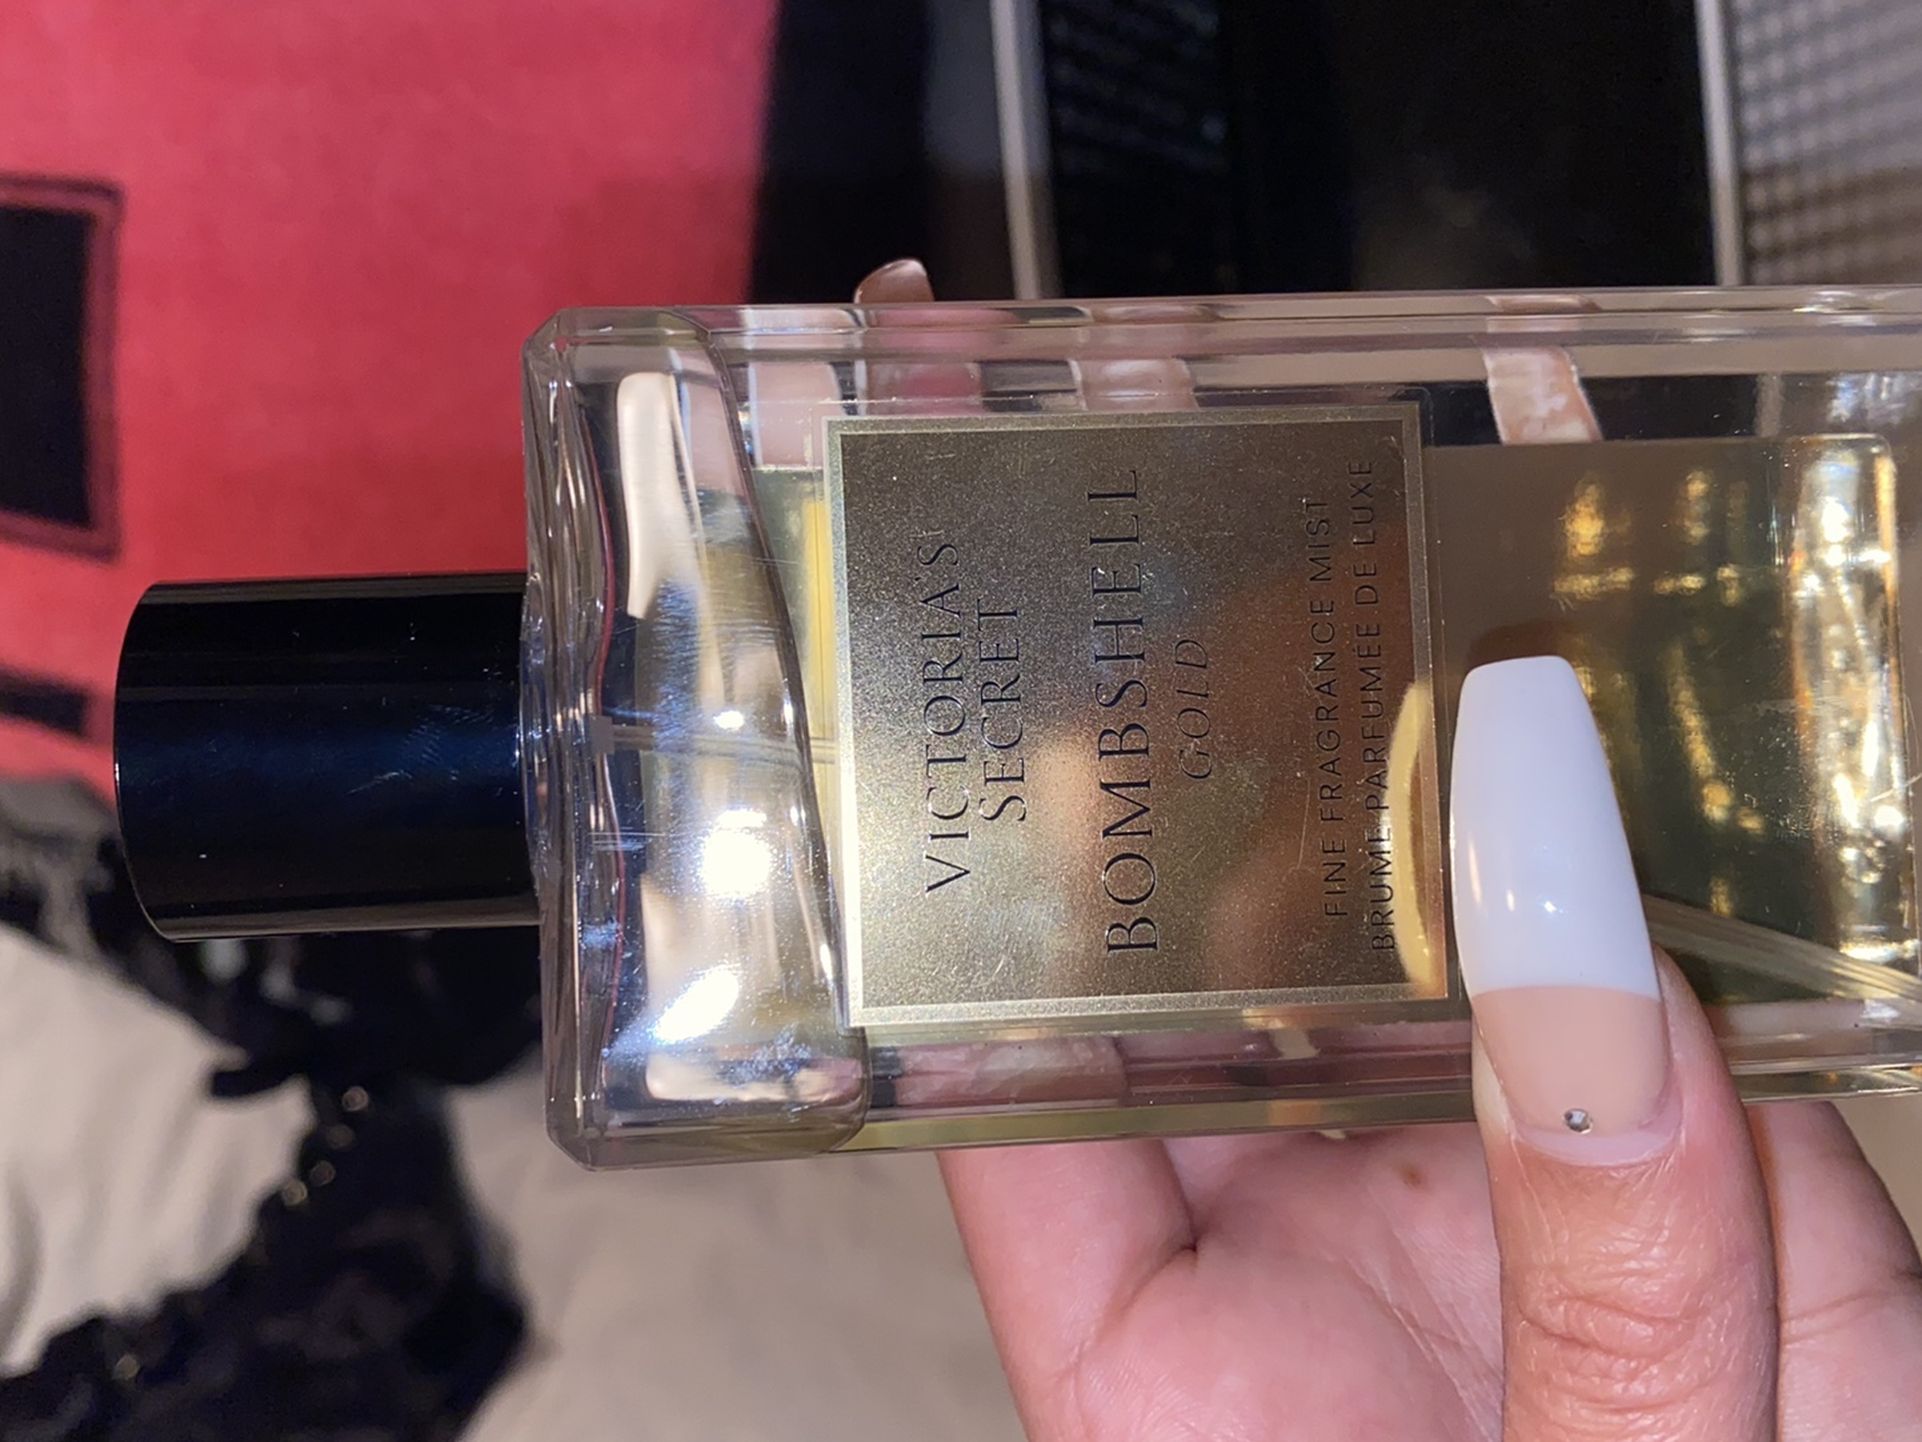 VICTORIA'S
SECRET
BOMBSHELL
GOLD
FINE FRAGRANCE MIST
BRUME PARFUMÉE DE LUXE